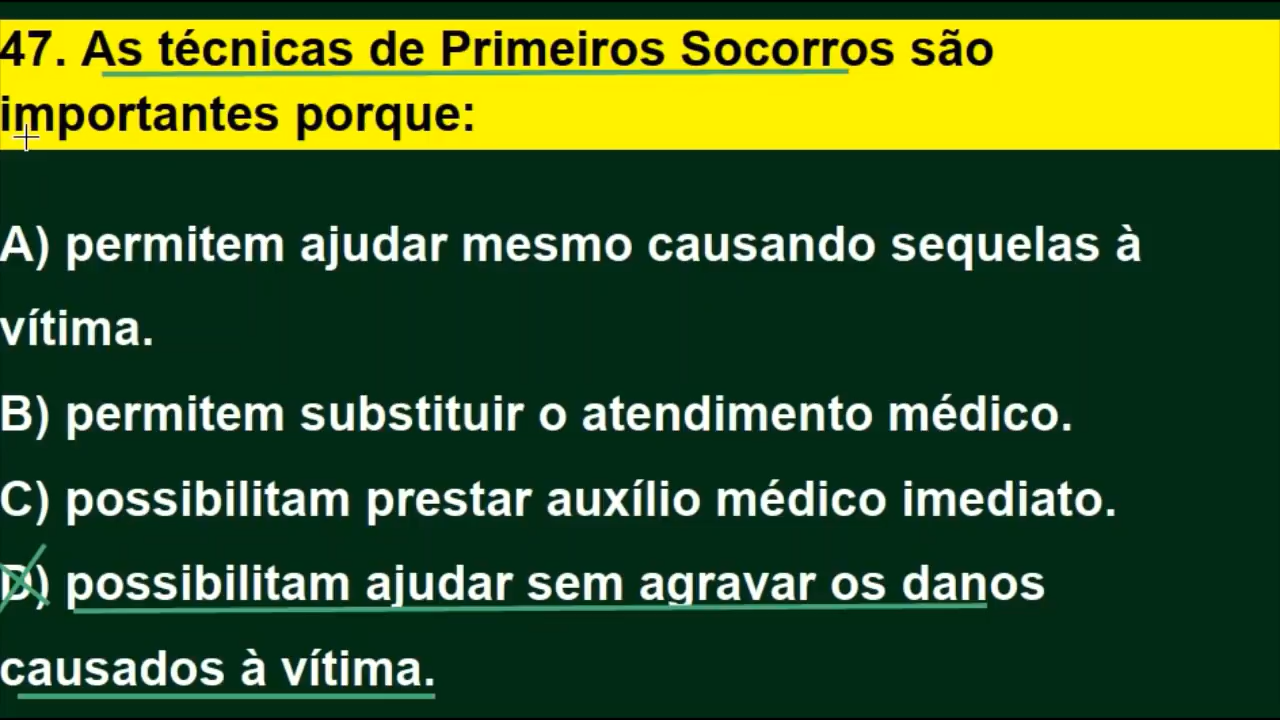 47. As técnicas de Primeiros Socorros são
importantes porque:
A) permitem ajudar mesmo causando sequelas à
vítima.
B) permitem substituir o atendimento médico.
C) possibilitam prestar auxílio médico imediato.
D) possibilitam ajudar sem agravar os danos
causados à vítima.